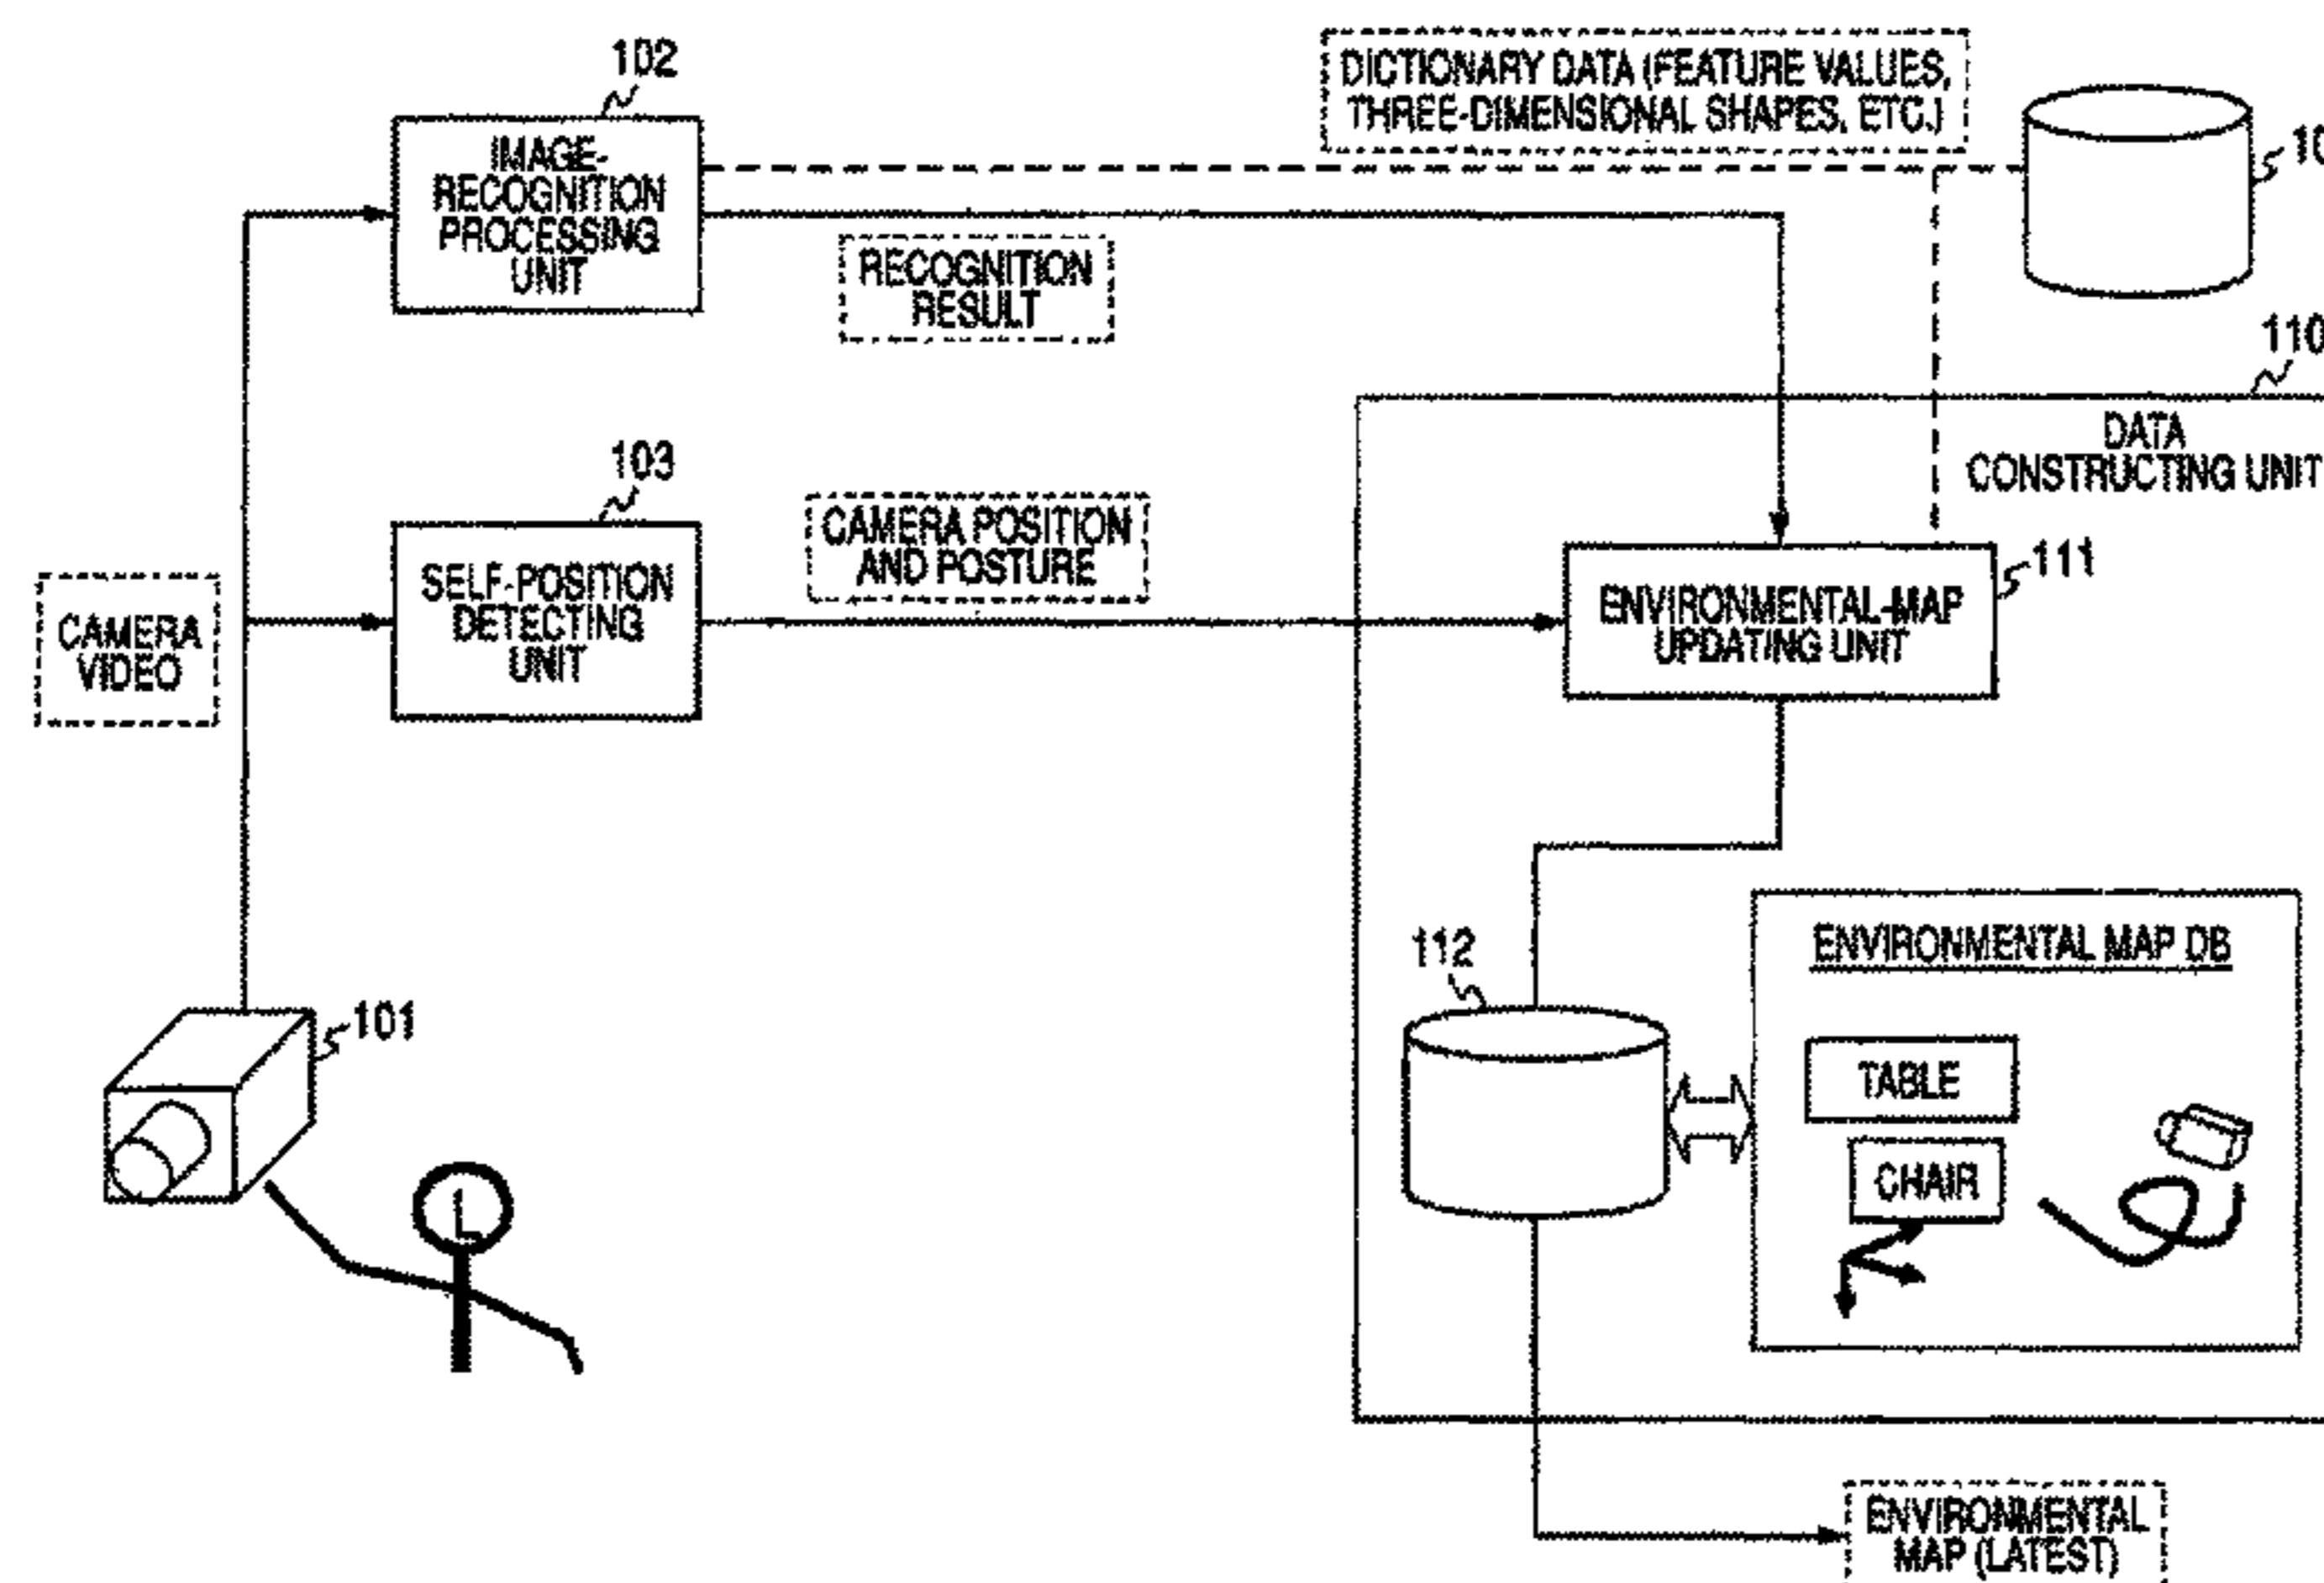 102
IMAGE-
RECOGNITION
PROCESSING
UNIT
DICTIONARY DATA (FEATURE VALUES,
THREE-DIMENSIONAL SHAPES, ETC.)
RECOGNITION
RESULT
110
DATA
CONSTRUCTING UNIT
103
SELF-POSITION
DETECTING
UNIT
CAMERA POSITION
AND POSTURE
111
ENVIRONMENTAL-MAP
UPDATING UNIT
CAMERA
VIDEO
101
L
112
ENVIRONMENTAL MAP DB
TABLE
CHAIR
ENVIRONMENTAL
MAP (LATEST)